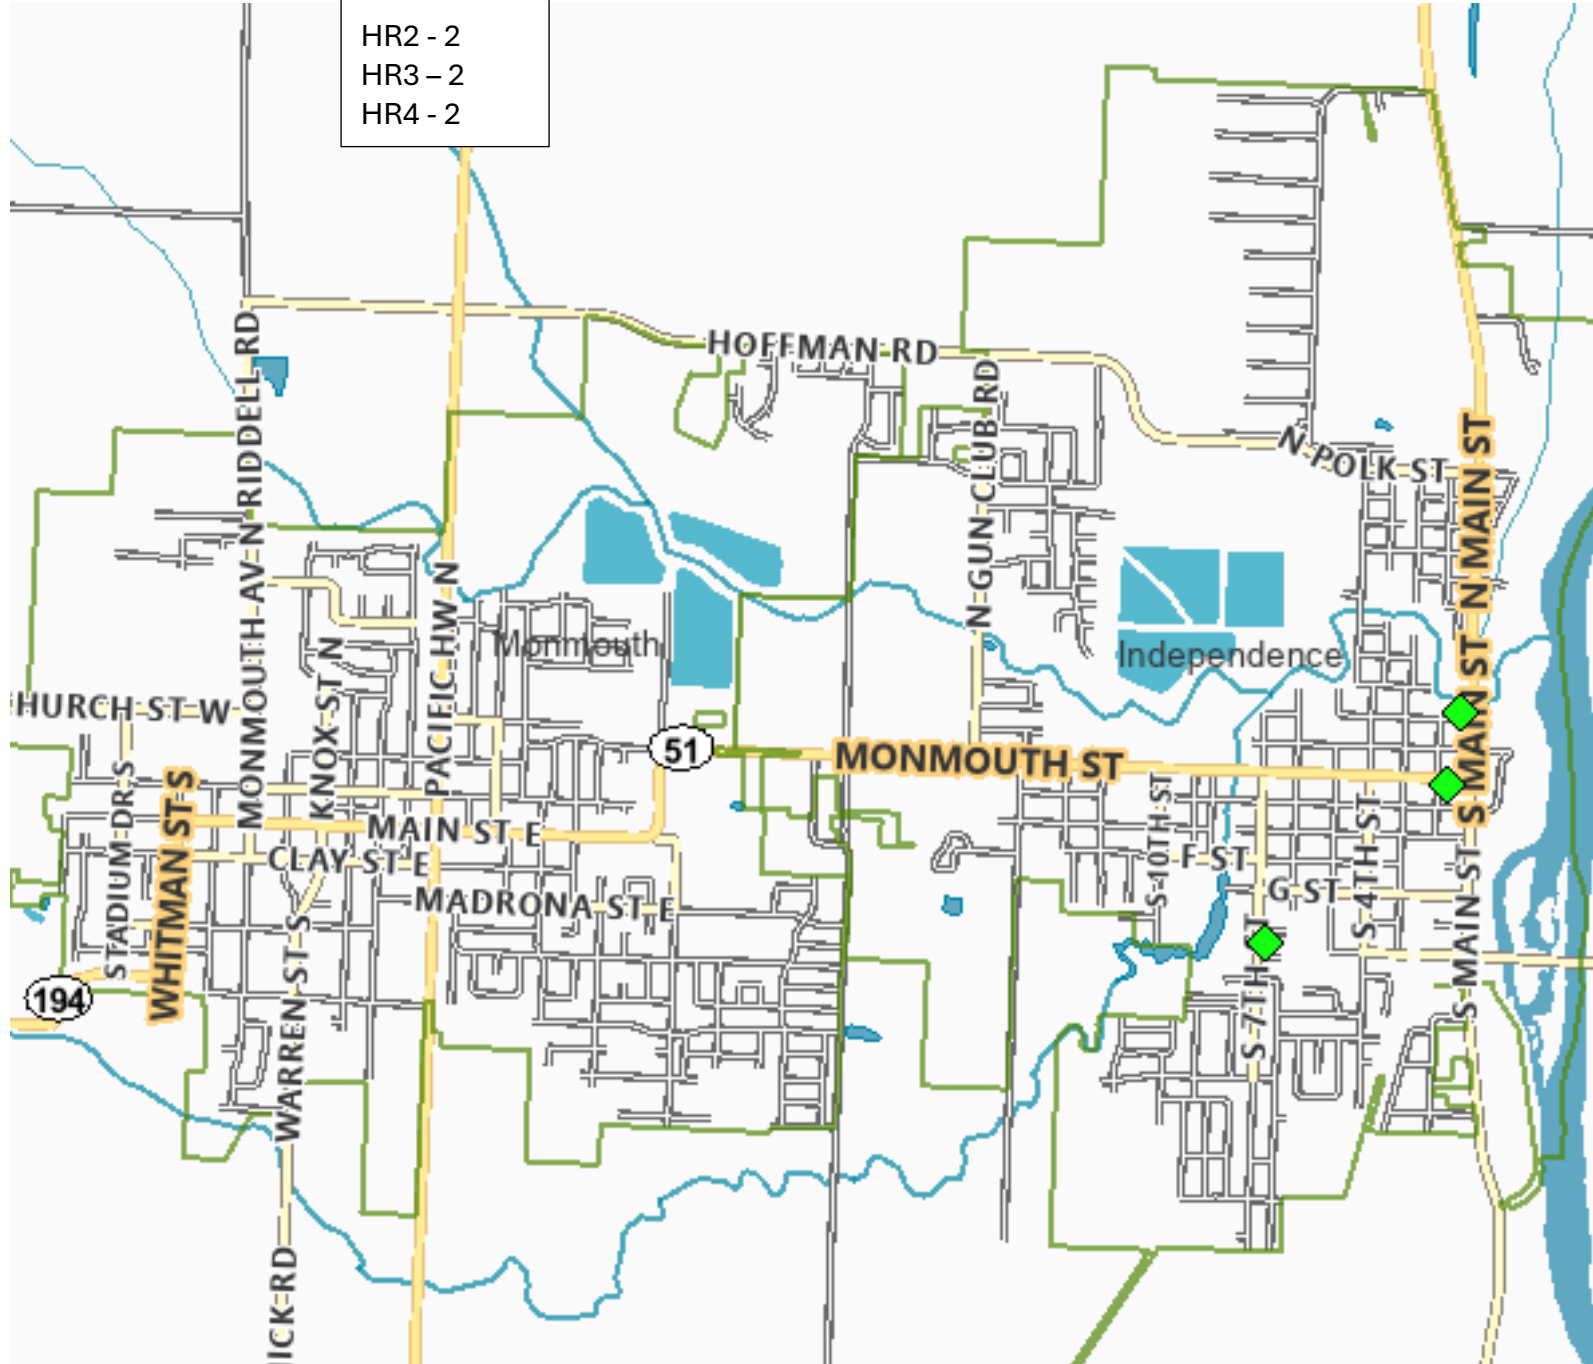 HR2 - 2
HR3 – 2
HR4 - 2
HOFFMAN RD
N RIDDELL RD
N GUN CLUB RD
N POLK ST
N MAIN ST
MONMOUTH AV N
KNOX ST N
PACIFIC HW N
Monmouth
Independence
HURCH ST W
51
MONMOUTH ST
S MAIN ST
STADIUM DR S
WHITMAN ST S
MAIN ST E
CLAY ST E
MADRONA ST E
S 10TH ST
F ST
G ST
S 4TH ST
S MAIN ST
S 7TH
T
194
WARREN ST S
ICK RD